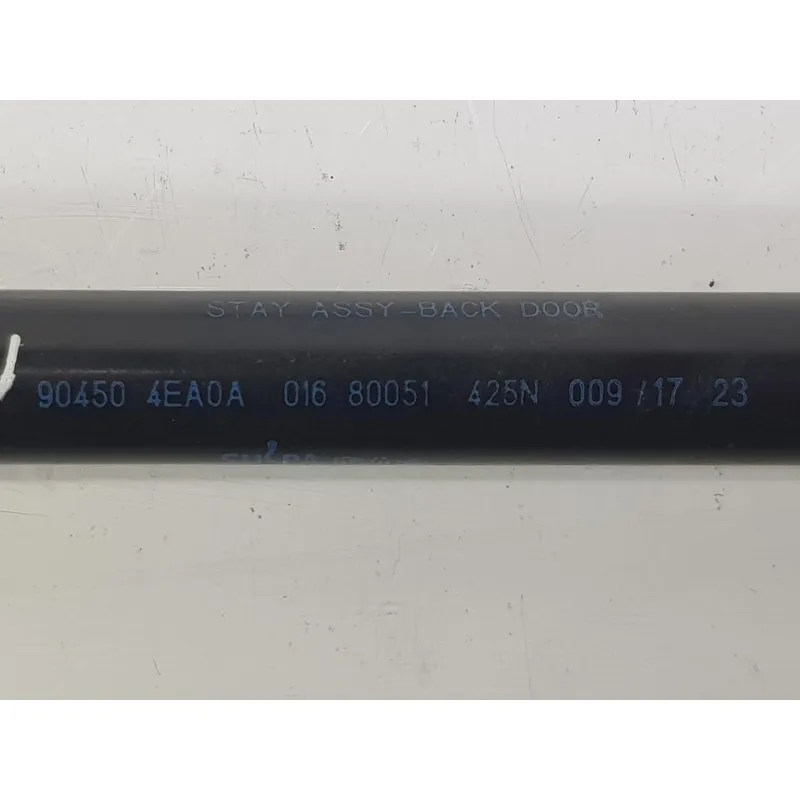 STAY ASSY-BACK DOOR
90450 4EA0A 016 80051 425N 009/17 23